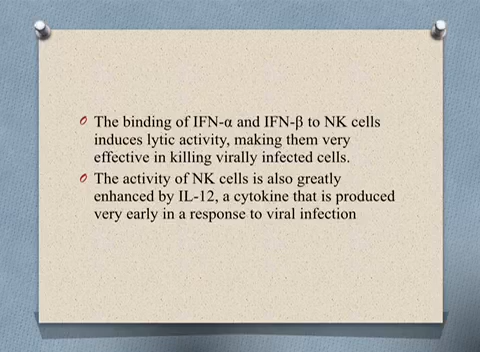 The binding of IFN-α and IFN-β to NK cells
induces lytic activity, making them very
effective in killing virally infected cells.
The activity of NK cells is also greatly
enhanced by IL-12, a cytokine that is produced
very early in a response to viral infection